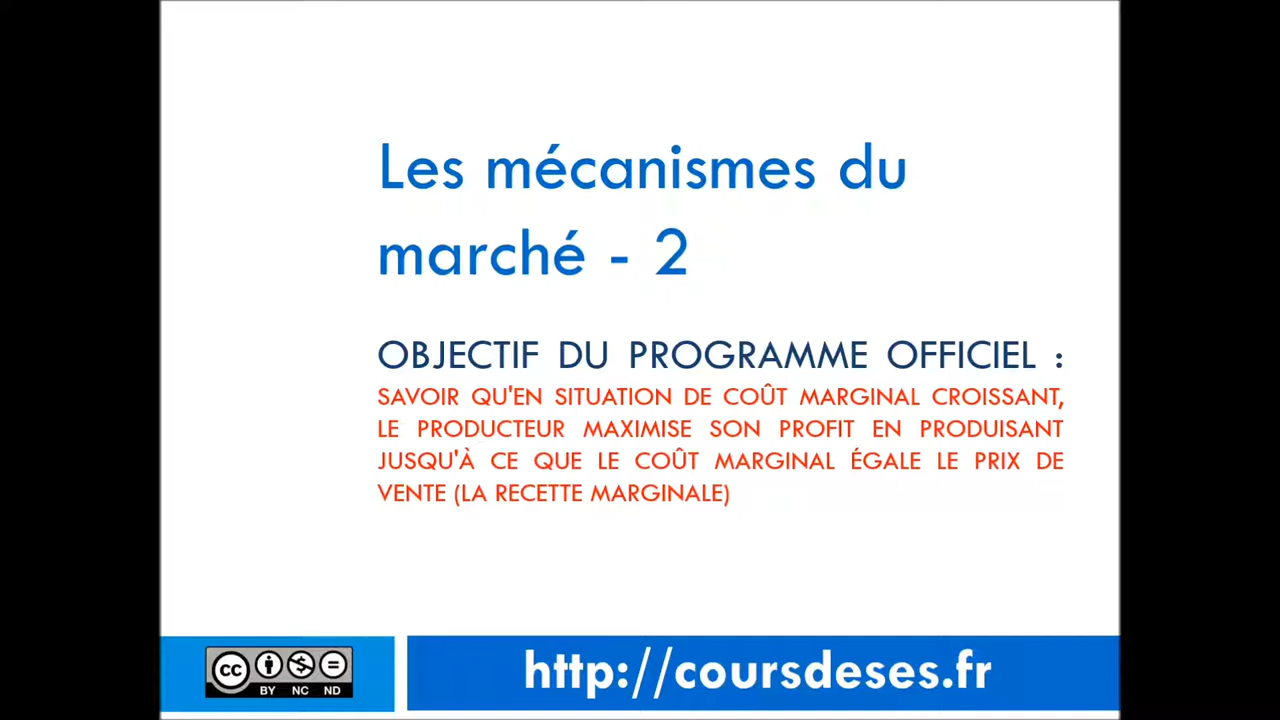 Les mécanismes du
marché - 2
OBJECTIF DU PROGRAMME OFFICIEL :
SAVOIR QU'EN SITUATION DE COÛT MARGINAL CROISSANT,
LE PRODUCTEUR MAXIMISE SON PROFIT EN PRODUISANT
JUSQU'À CE QUE LE COÛT MARGINAL ÉGALE LE PRIX DE
VENTE (LA RECETTE MARGINALE)
cc
BY NC ND
http://coursdeses.fr